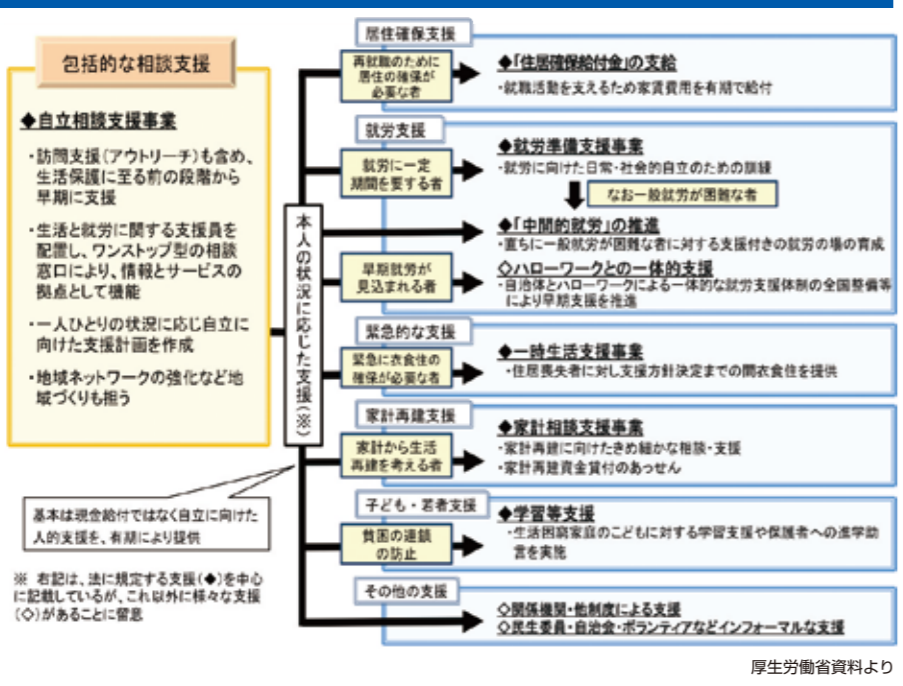 包括的な相談支援
◆自立相談支援事業
・訪問支援(アウトリーチ)も含め、
生活保護に至る前の段階から
早期に支援
・生活と就労に関する支援員を
配置し、ワンストップ型の相談
窓口により、情報とサービスの
拠点として機能
・一人ひとりの状況に応じ自立に
向けた支援計画を作成
・地域ネットワークの強化など地
域づくりも担う
基本は現金給付ではなく自立に向けた
人的支援を、有期により提供
※ 右記は、法に規定する支援(◆)を中心
に記載しているが、これ以外に様々な支援
(◇)があることに留意
本人の状況に応じた支援(※)
居住確保支援
再就職のために
居住の確保が
必要な者
◆「住居確保給付金」の支給
・就職活動を支えるため家賃費用を有期で給付
就労支援
就労に一定
期間を要する者
◆就労準備支援事業
・就労に向けた日常・社会的自立のための訓練
なお一般就労が困難な者
◆「中間的就労」の推進
・直ちに一般就労が困難な者に対する支援付きの就労の場の育成
早期就労が
見込まれる者
◇ハローワークとの一体的支援
・自治体とハローワークによる一体的な就労支援体制の全国整備等
により早期支援を推進
緊急的な支援
緊急に衣食住の
確保が必要な者
◆一時生活支援事業
・住居喪失者に対し支援方針決定までの間衣食住を提供
家計再建支援
家計から生活
再建を考える者
◆家計相談支援事業
・家計再建に向けたきめ細かな相談・支援
・家計再建資金貸付のあっせん
子ども・若者支援
貧困の連鎖
の防止
◆学習等支援
・生活困窮家庭のこどもに対する学習支援や保護者への進学助
言を実施
その他の支援
◇関係機関・他制度による支援
◇民生委員・自治会・ボランティアなどインフォーマルな支援
厚生労働省資料より